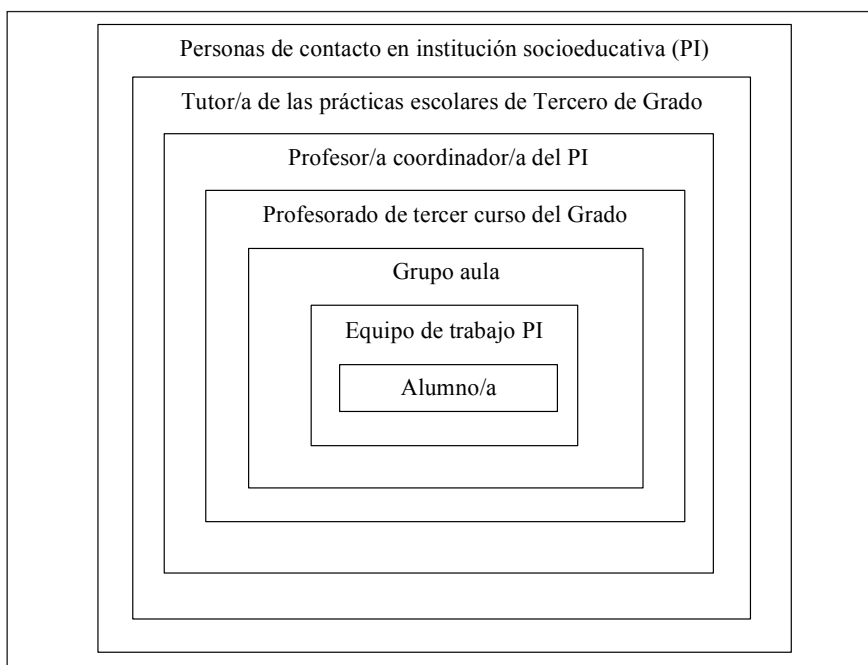 Personas de contacto en institución socioeducativa (PI)
Tutor/a de las prácticas escolares de Tercero de Grado
Profesor/a coordinador/a del PI
Profesorado de tercer curso del Grado
Grupo aula
Equipo de trabajo PI
Alumno/a